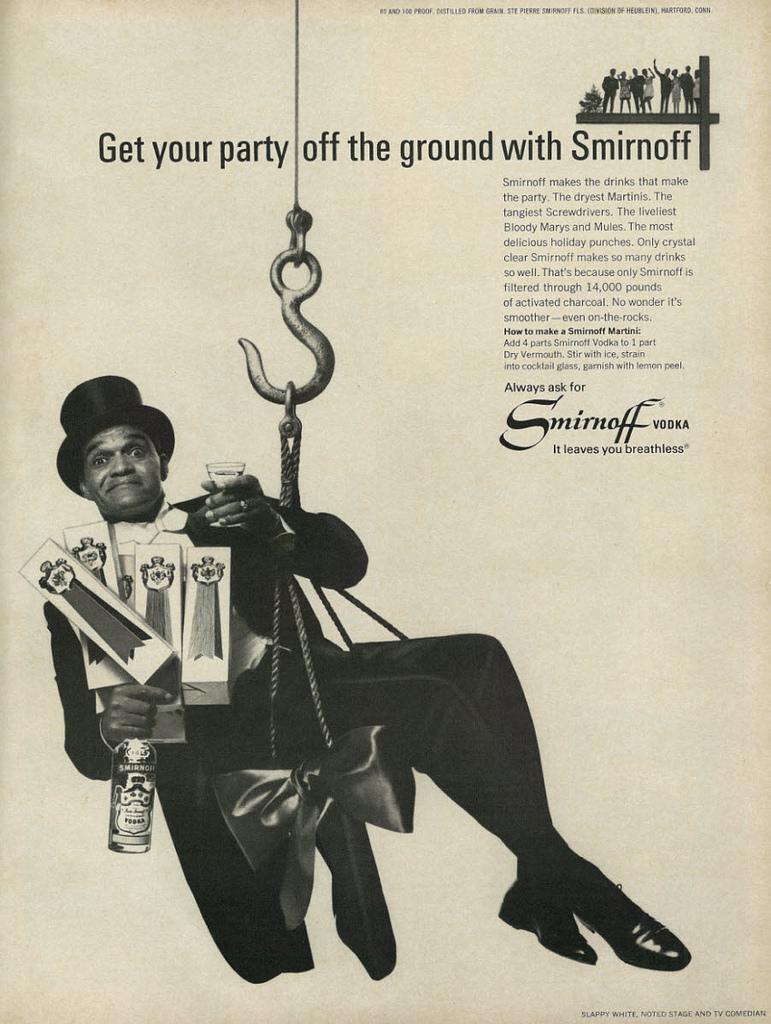 80 AND 100 PROOF. DISTILLED FROM GRAIN. STE PIERRE SMIRNOFF FLS. (DIVISION OF HEUBLEIN), HARTFORD, CONN.
Get your party off the ground with Smirnoff
Smirnoff makes the drinks that make
the party. The dryest Martinis. The
tangiest Screwdrivers. The liveliest
Bloody Marys and Mules. The most
delicious holiday punches. Only crystal
clear Smirnoff makes so many drinks
so well. That's because only Smirnoff is
filtered through 14,000 pounds
of activated charcoal. No wonder it's
smoother—even on-the-rocks.
How to make a Smirnoff Martini:
Add 4 parts Smirnoff Vodka to 1 part
Dry Vermouth. Stir with ice, strain
into cocktail glass, garnish with lemon peel.
Always ask for
Smirnoff® VODKA
It leaves you breathless®
SMIRNOFF
VODKA
SLAPPY WHITE, NOTED STAGE AND TV COMEDIAN